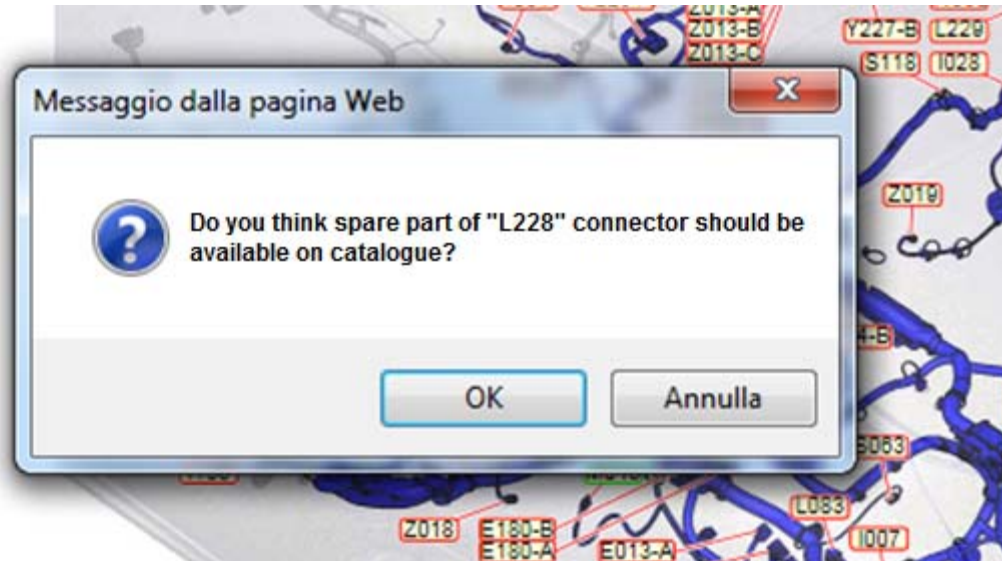 Z013-A
Z013-B
Z013-C
Y227-B
L229
S118
I028
Messaggio dalla pagina Web
Do you think spare part of "L228" connector should be
available on catalogue?
Z019
OK
Annulla
S063
L083
Z018
E180-B
E180-A
E013-A
I007